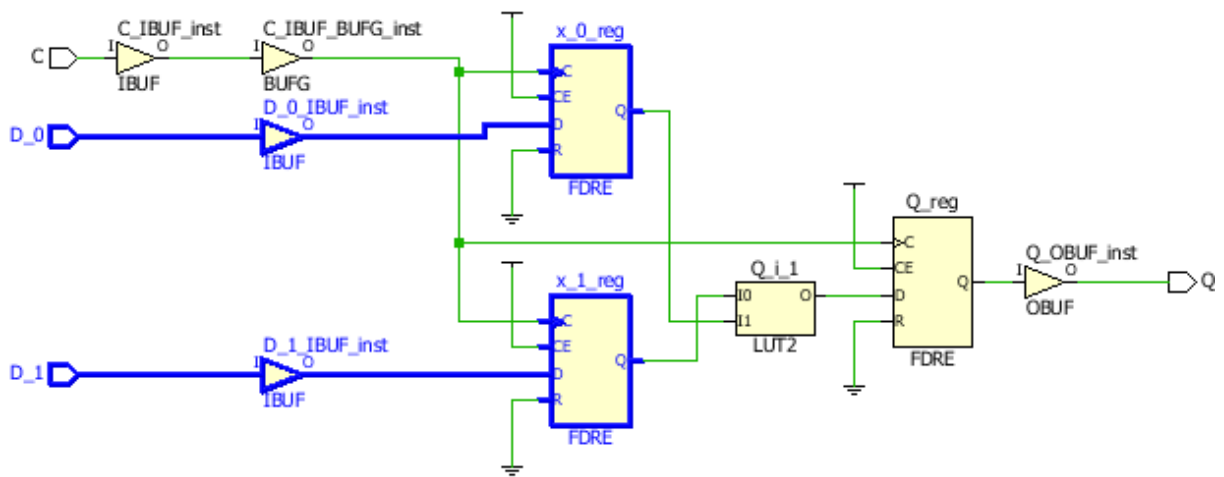 C_IBUF_inst
C_IBUF_BUFG_inst
x_0_reg
C
I
O
I
O
IBUF
BUFG
C
CE
D
R
Q
FDRE
D_0_IBUF_inst
D_0
I
O
IBUF
Q_reg
C
CE
D
R
Q
FDRE
Q_OBUF_inst
I
O
OBUF
Q
x_1_reg
Q_i_1
I0
I1
O
LUT2
C
CE
D
R
Q
FDRE
D_1_IBUF_inst
D_1
I
O
IBUF